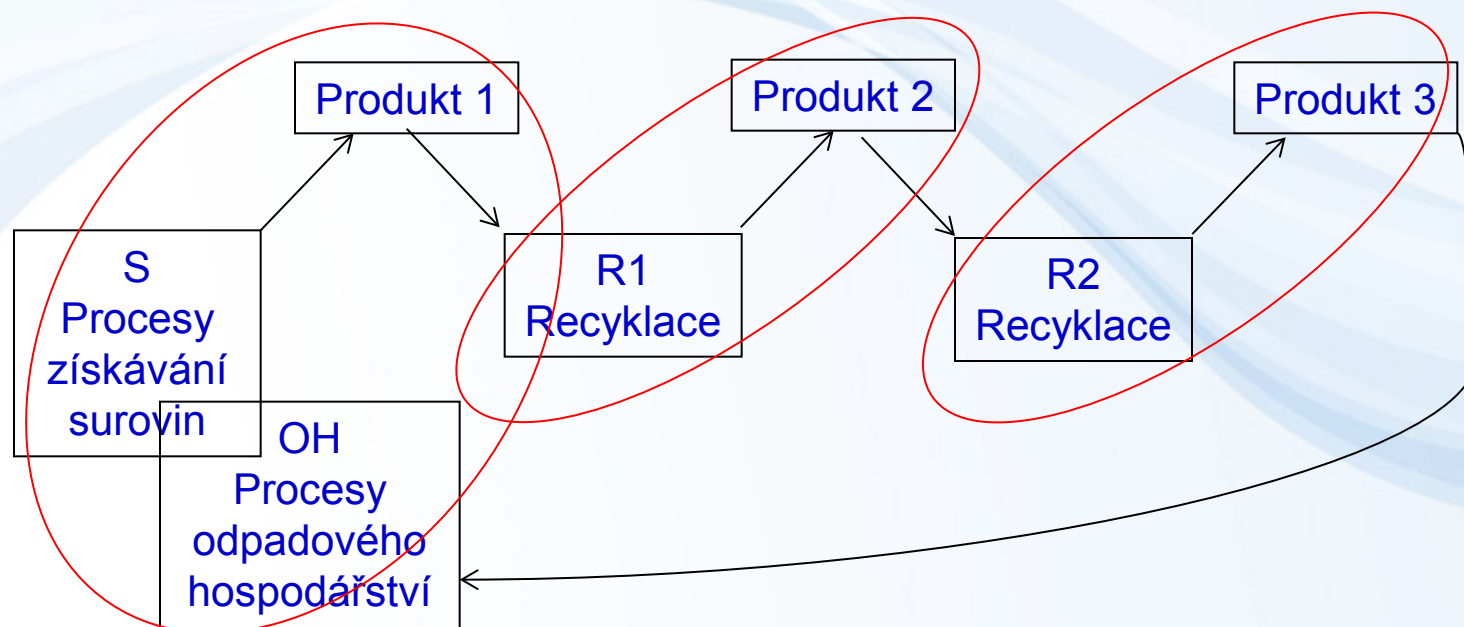 Produkt 1
Produkt 2
Produkt 3
S
Procesy
získávání
surovin
R1
Recyklace
R2
Recyklace
OH
Procesy
odpadového
hospodářství